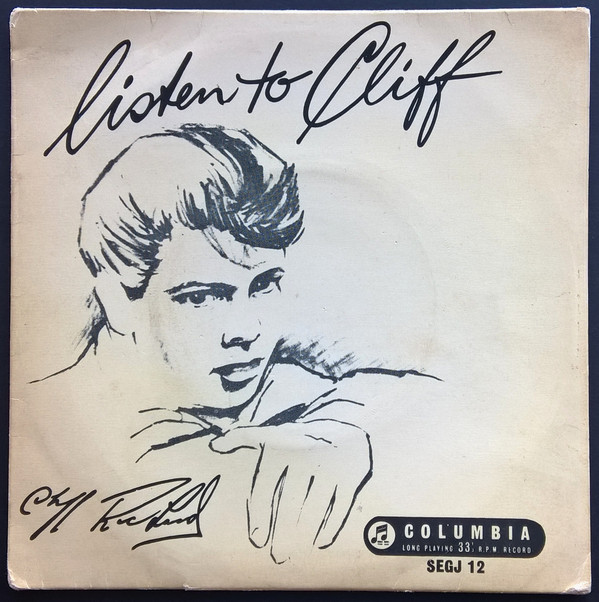 listen to Cliff
Cliff Richard
COLUMBIA
LONG PLAYING 33⅓ R.P.M RECORD
SEGJ 12